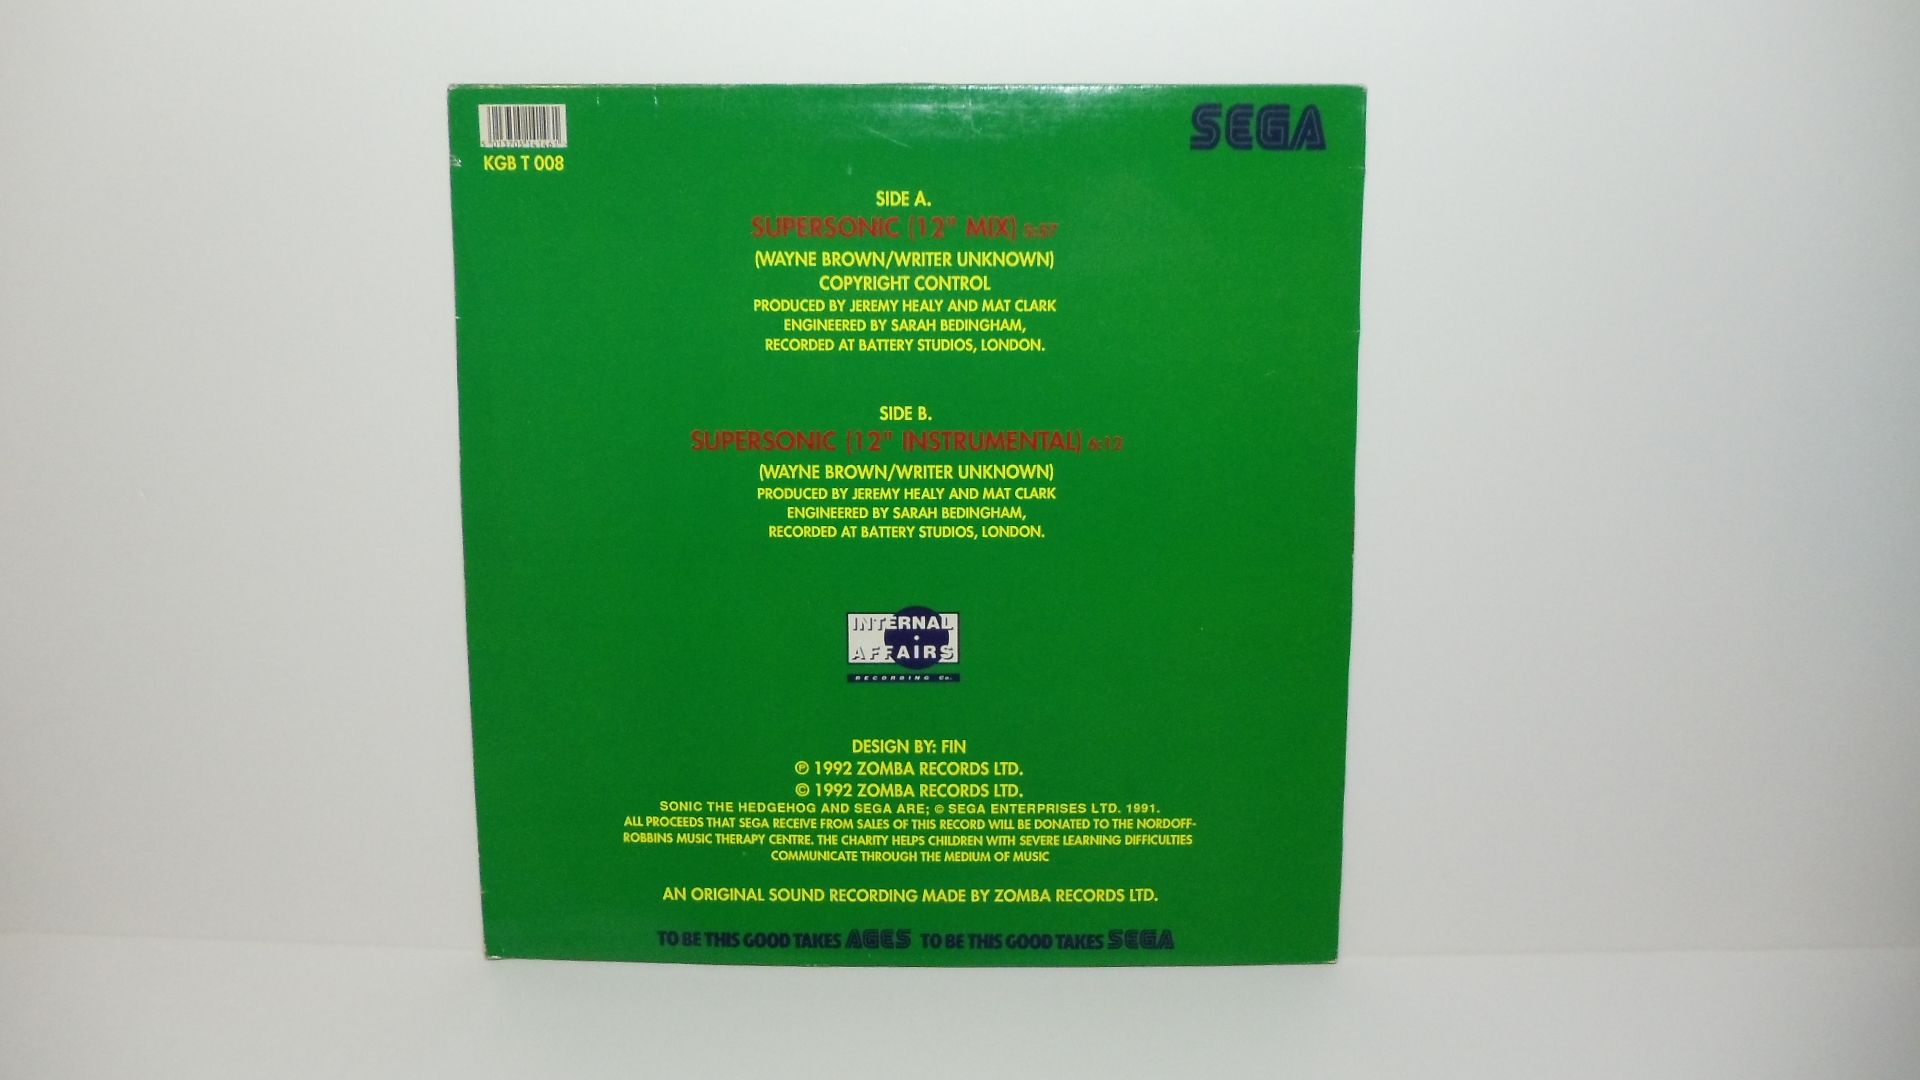 KGB T 008
SEGA
SIDE A.
SUPERSONIC (12" MIX) 5:57
(WAYNE BROWN/WRITER UNKNOWN)
COPYRIGHT CONTROL
PRODUCED BY JEREMY HEALY AND MAT CLARK
ENGINEERED BY SARAH BEDINGHAM,
RECORDED AT BATTERY STUDIOS, LONDON.
SIDE B.
SUPERSONIC (12" INSTRUMENTAL) 6:12
(WAYNE BROWN/WRITER UNKNOWN)
PRODUCED BY JEREMY HEALY AND MAT CLARK
ENGINEERED BY SARAH BEDINGHAM,
RECORDED AT BATTERY STUDIOS, LONDON.
INTERNAL
AFFAIRS
RECORDING Co.
DESIGN BY: FIN
℗ 1992 ZOMBA RECORDS LTD.
© 1992 ZOMBA RECORDS LTD.
SONIC THE HEDGEHOG AND SEGA ARE; © SEGA ENTERPRISES LTD. 1991.
ALL PROCEEDS THAT SEGA RECEIVE FROM SALES OF THIS RECORD WILL BE DONATED TO THE NORDOFF-
ROBBINS MUSIC THERAPY CENTRE. THE CHARITY HELPS CHILDREN WITH SEVERE LEARNING DIFFICULTIES
COMMUNICATE THROUGH THE MEDIUM OF MUSIC
AN ORIGINAL SOUND RECORDING MADE BY ZOMBA RECORDS LTD.
TO BE THIS GOOD TAKES AGES TO BE THIS GOOD TAKES SEGA